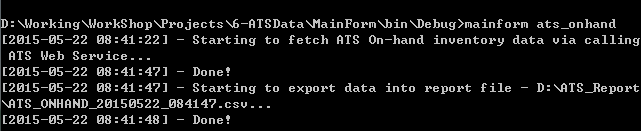 D:\Working\WorkShop\Projects\6-ATSData\MainForm\bin\Debug>mainform ats_onhand
[2015-05-22 08:41:22] - Starting to fetch ATS On-hand inventory data via calling
 ATS Web Service...
[2015-05-22 08:41:47] - Done!
[2015-05-22 08:41:47] - Starting to export data into report file - D:\ATS_Report
\ATS_ONHAND_20150522_084147.csv...
[2015-05-22 08:41:48] - Done!